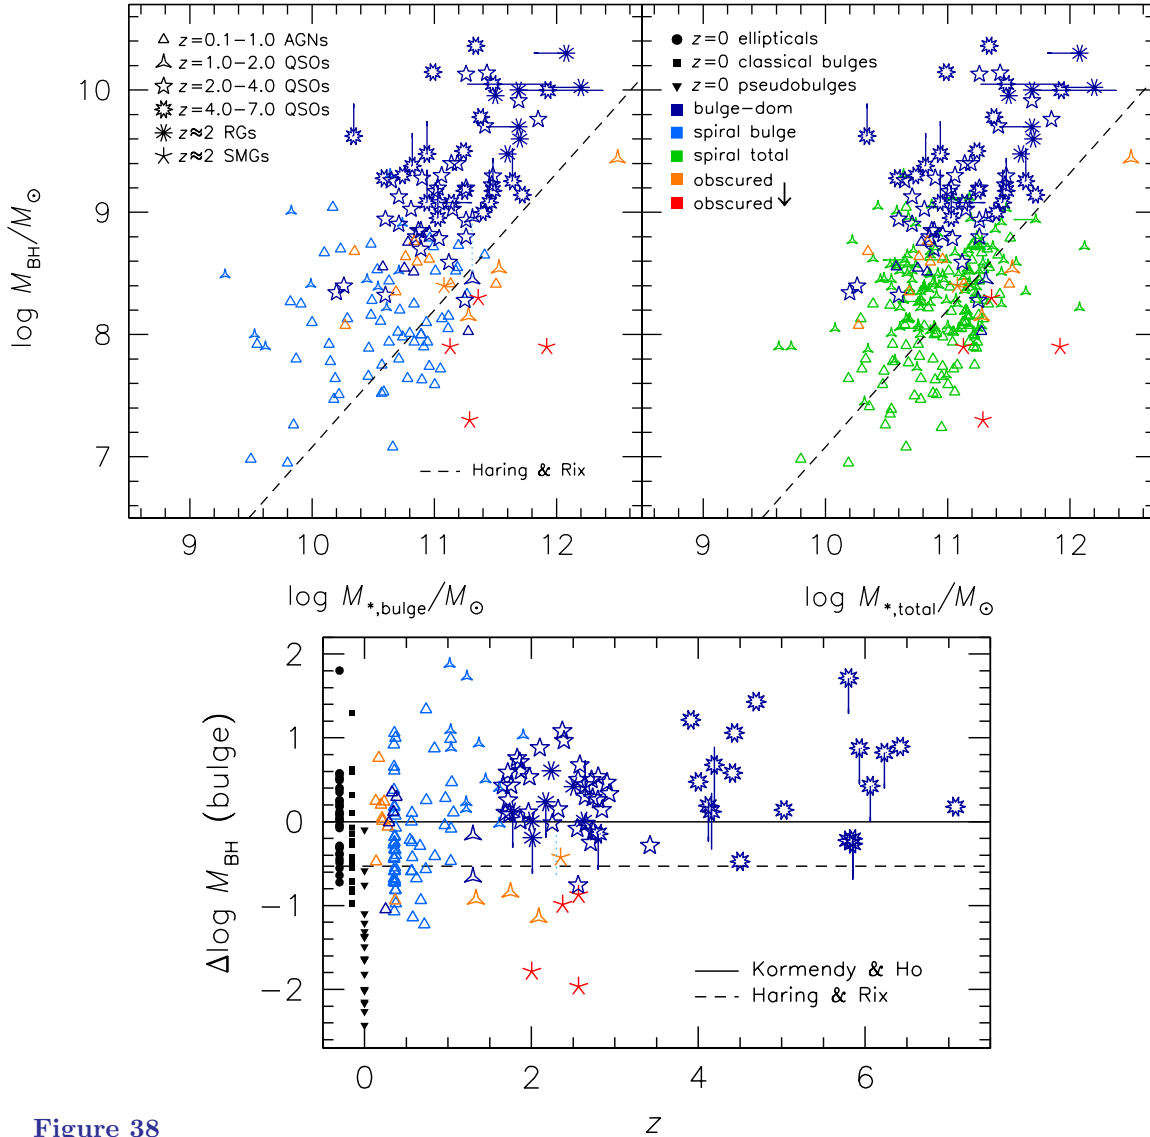 10
9
8
7
log M_BH/M_⊙
z=0.1−1.0 AGNs
z=1.0−2.0 QSOs
z=2.0−4.0 QSOs
z=4.0−7.0 QSOs
z≈2 RGs
z≈2 SMGs
Haring & Rix
9 10 11 12
log M_*,bulge/M_⊙
z=0 ellipticals
z=0 classical bulges
z=0 pseudobulges
bulge-dom
spiral bulge
spiral total
obscured
obscured ↓
9 10 11 12
log M_*,total/M_⊙
2
1
0
−1
−2
Δlog M_BH (bulge)
Kormendy & Ho
Haring & Rix
0 2 4 6
z
Figure 38